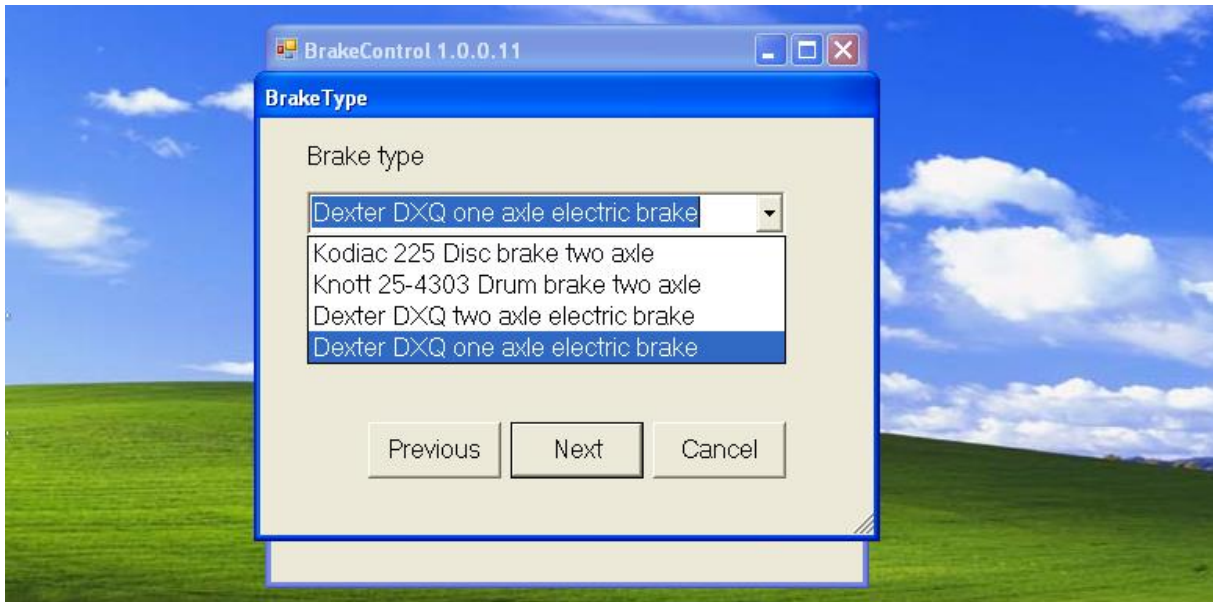 BrakeControl 1.0.0.11
BrakeType
Brake type
Dexter DXQ one axle electric brake
Kodiac 225 Disc brake two axle
Knott 25-4303 Drum brake two axle
Dexter DXQ two axle electric brake
Dexter DXQ one axle electric brake
Previous Next Cancel